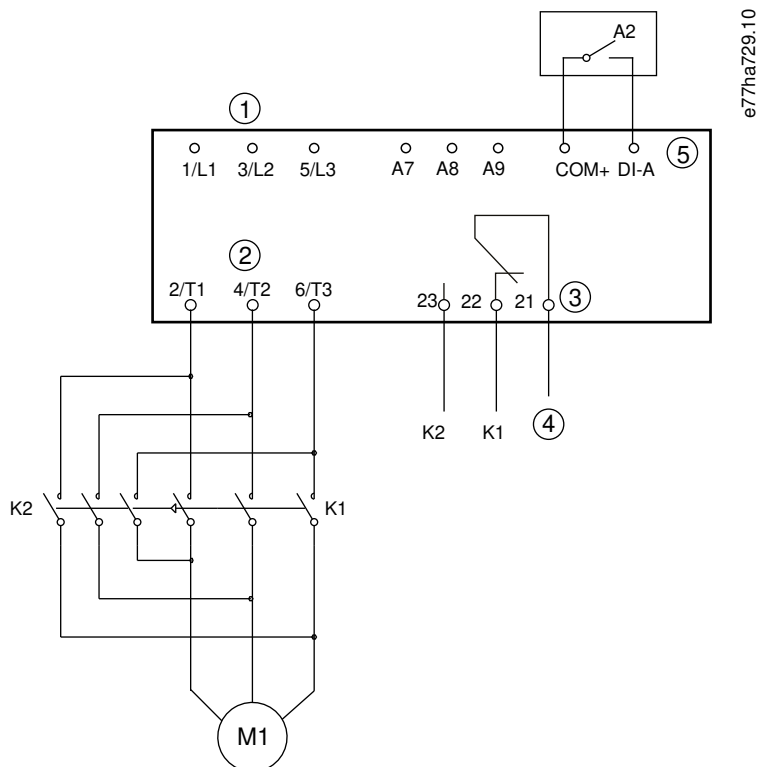 A2
e77ha729.10
1
1/L1 3/L2 5/L3 A7 A8 A9 COM+ DI-A 5
2
2/T1 4/T2 6/T3 23 22 21 3
K2 K1 4
K2 K1
M1